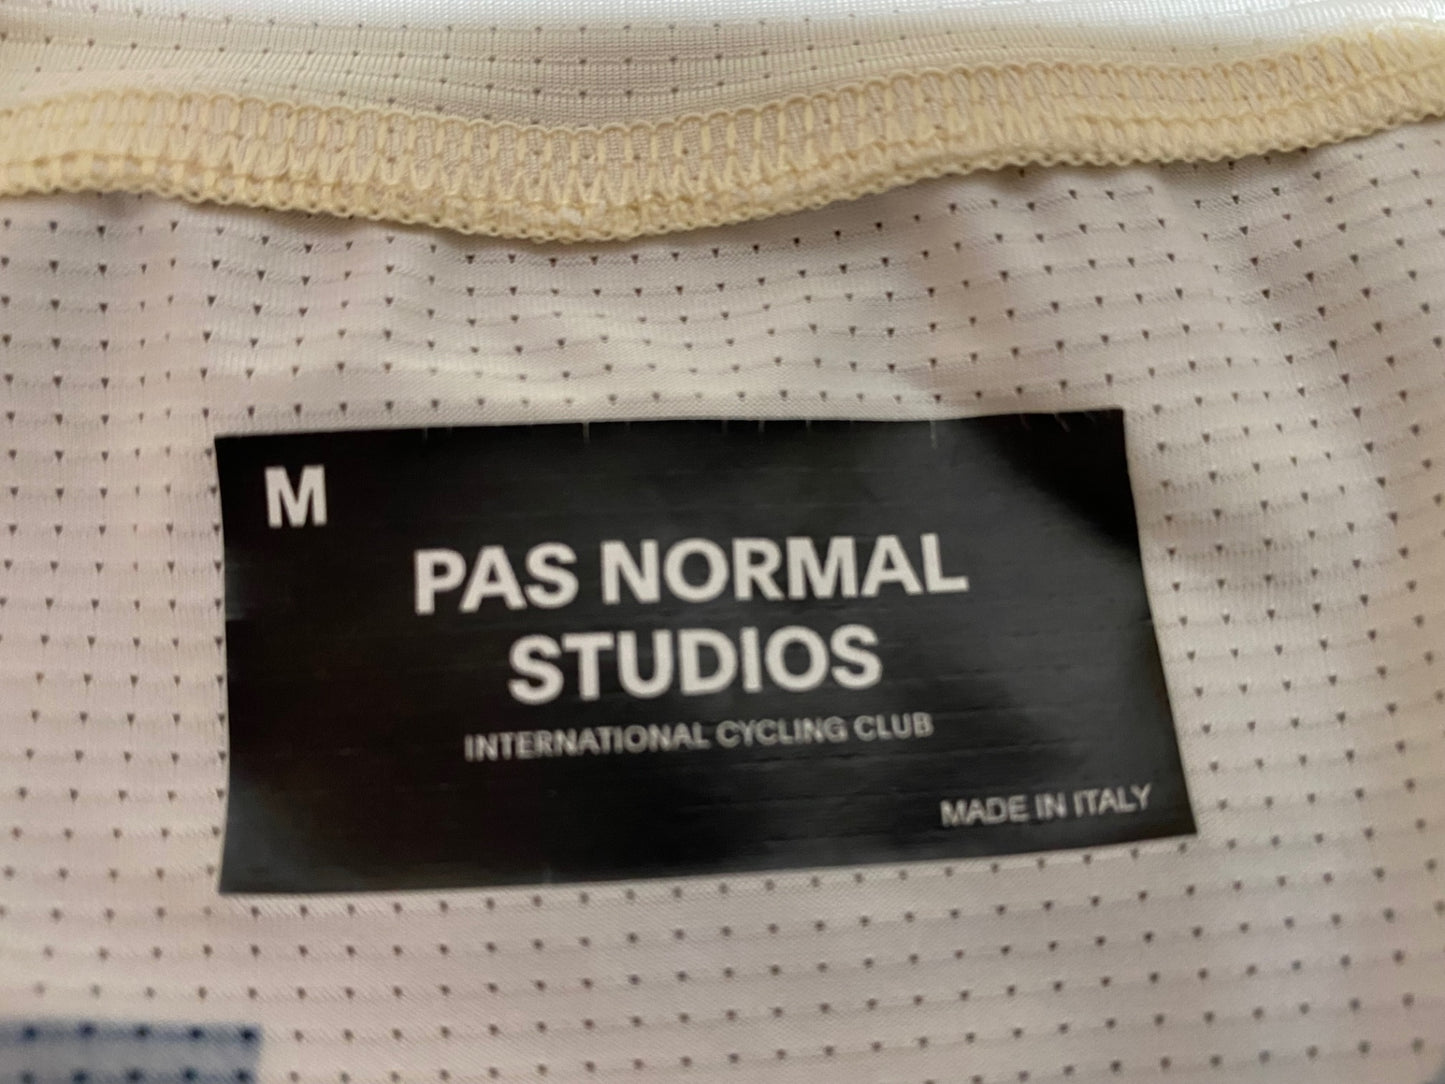 M
PAS NORMAL
STUDIOS
INTERNATIONAL CYCLING CLUB
MADE IN ITALY